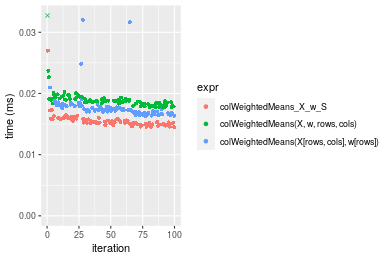 0.03
0.02
0.01
0.00
time (ms)
0
25
50
75
100
iteration
expr
colWeightedMeans_X_w_S
colWeightedMeans(X, w, rows, cols)
colWeightedMeans(X[rows, cols], w[rows])